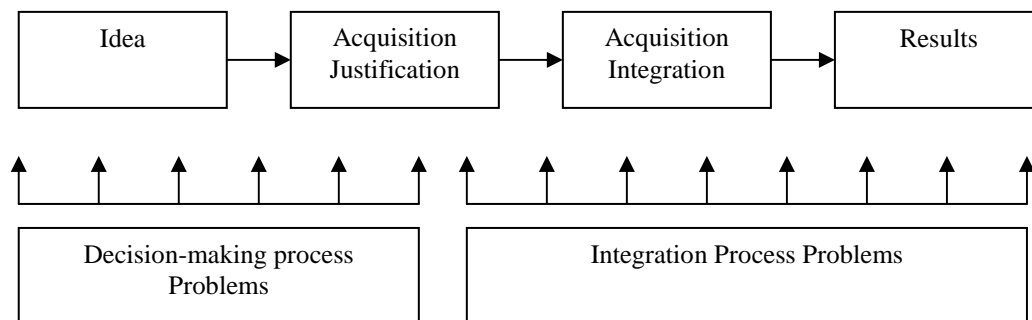 Idea
Acquisition
Justification
Acquisition
Integration
Results
Decision-making process
Problems
Integration Process Problems